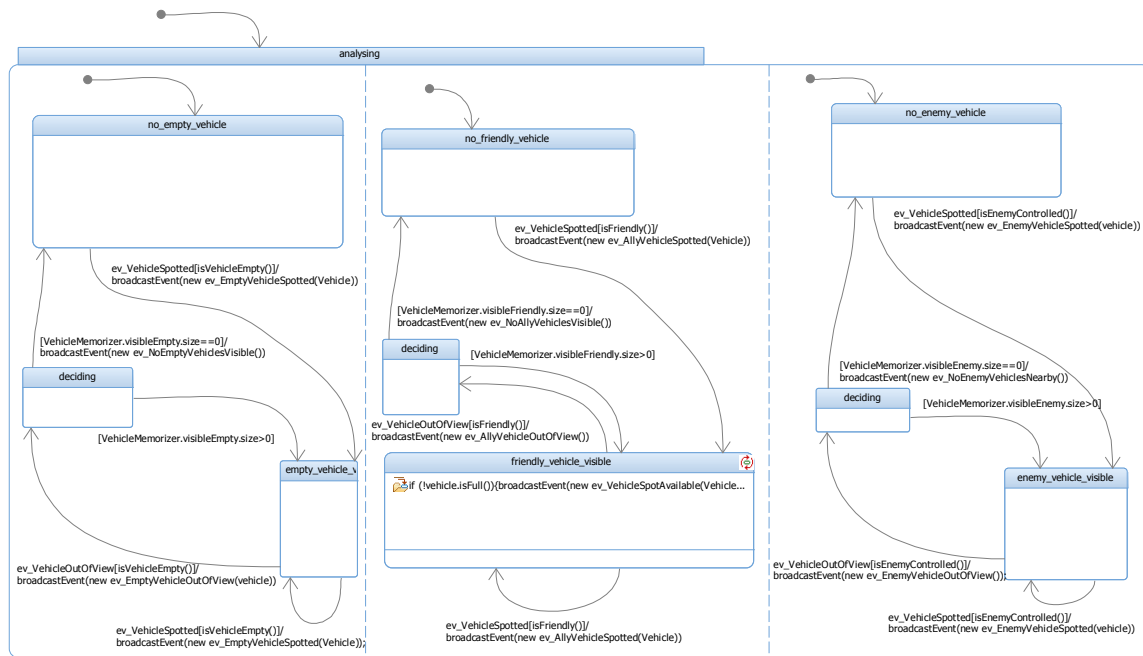 analysing
no_empty_vehicle
ev_VehicleSpotted[isVehicleEmpty()]/
broadcastEvent(new ev_EmptyVehicleSpotted(Vehicle))
[VehicleMemorizer.visibleEmpty.size==0]/
broadcastEvent(new ev_NoEmptyVehiclesVisible())
deciding
[VehicleMemorizer.visibleEmpty.size>0]
empty_vehicle_v
ev_VehicleOutOfView[isVehicleEmpty()]/
broadcastEvent(new ev_EmptyVehicleOutOfView(vehicle))
ev_VehicleSpotted[isVehicleEmpty()]/
broadcastEvent(new ev_EmptyVehicleSpotted(Vehicle));
no_friendly_vehicle
ev_VehicleSpotted[isFriendly()]/
broadcastEvent(new ev_AllyVehicleSpotted(Vehicle))
[VehicleMemorizer.visibleFriendly.size==0]/
broadcastEvent(new ev_NoAllyVehiclesVisible())
deciding
[VehicleMemorizer.visibleFriendly.size>0]
ev_VehicleOutOfView[isFriendly()]/
broadcastEvent(new ev_AllyVehicleOutOfView())
friendly_vehicle_visible
if (!vehicle.isFull()){broadcastEvent(new ev_VehicleSpotAvailable(Vehicle...
ev_VehicleSpotted[isFriendly()]/
broadcastEvent(new ev_AllyVehicleSpotted(Vehicle))
no_enemy_vehicle
ev_VehicleSpotted[isEnemyControlled()]/
broadcastEvent(new ev_EnemyVehicleSpotted(vehicle))
[VehicleMemorizer.visibleEnemy.size==0]/
broadcastEvent(new ev_NoEnemyVehiclesNearby())
deciding
[VehicleMemorizer.visibleEnemy.size>0]
enemy_vehicle_visible
ev_VehicleOutOfView[isEnemyControlled()]/
broadcastEvent(new ev_EnemyVehicleOutOfView());
ev_VehicleSpotted[isEnemyControlled()]/
broadcastEvent(new ev_EnemyVehicleSpotted(vehicle))